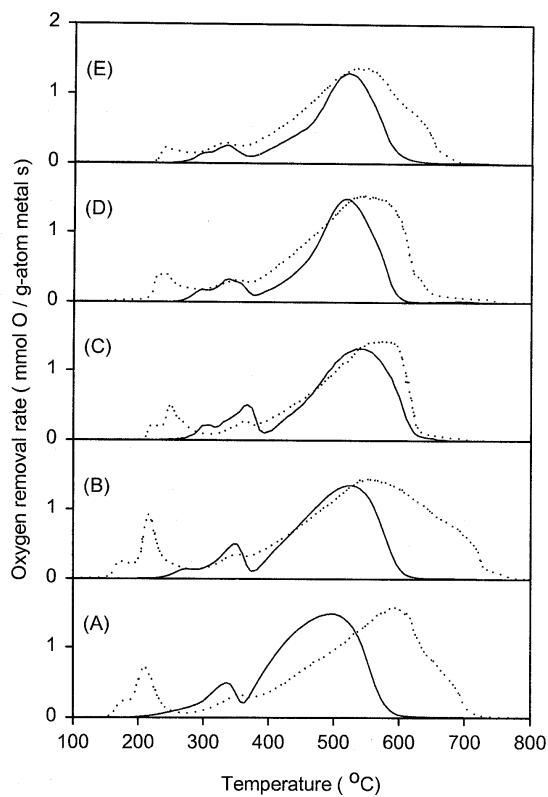 2
(E)
1
0
(D)
1
0
(C)
1
0
(B)
1
0
(A)
1
0
100 200 300 400 500 600 700 800
Temperature ( °C)
Oxygen removal rate ( mmol O / g-atom metal s)